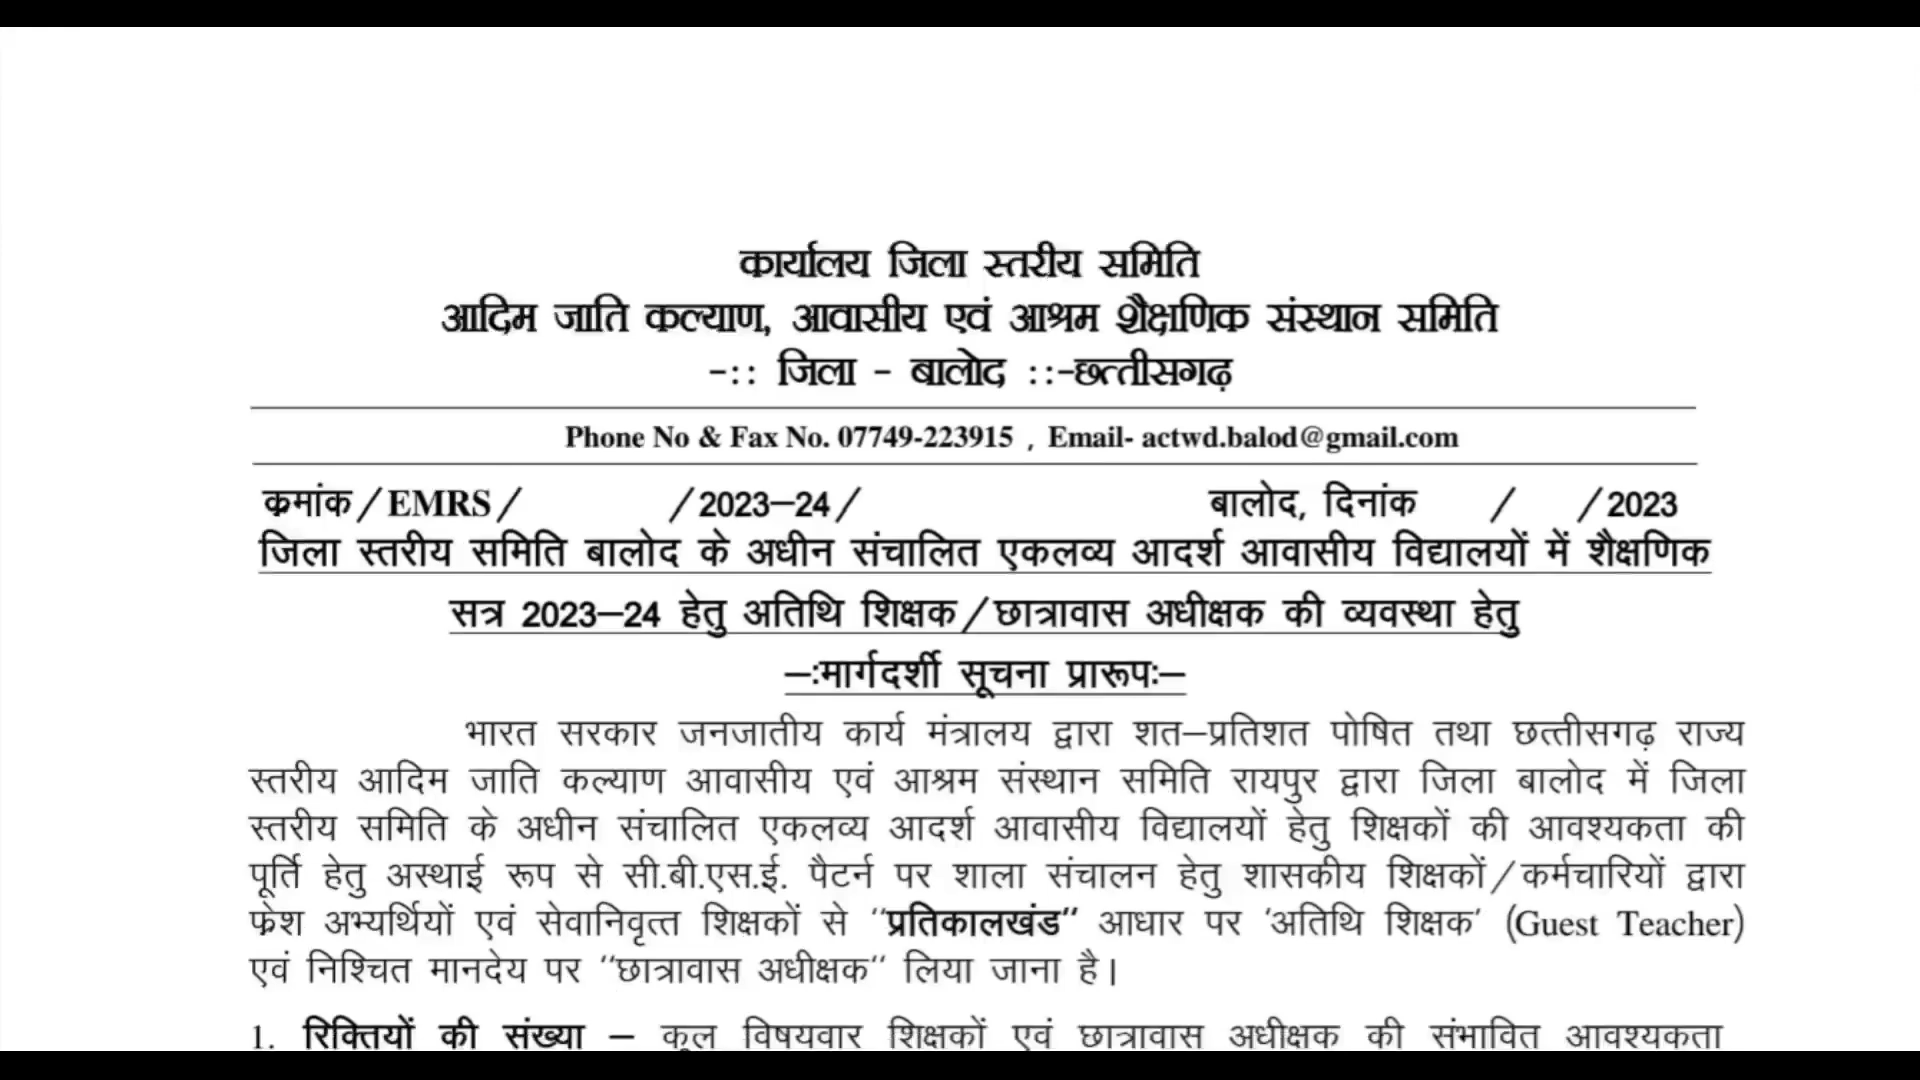 कार्यालय जिला स्तरीय समिति
आदिम जाति कल्याण, आवासीय एवं आश्रम शैक्षणिक संस्थान समिति
-:: जिला - बालोद ::-छत्तीसगढ़
Phone No & Fax No. 07749-223915 , Email- actwd.balod@gmail.com
क्रमांक/EMRS/ /2023–24/ बालोद, दिनांक / /2023
जिला स्तरीय समिति बालोद के अधीन संचालित एकलव्य आदर्श आवासीय विद्यालयों में शैक्षणिक
सत्र 2023–24 हेतु अतिथि शिक्षक/छात्रावास अधीक्षक की व्यवस्था हेतु
–:मार्गदर्शी सूचना प्रारूपः–
भारत सरकार जनजातीय कार्य मंत्रालय द्वारा शत–प्रतिशत पोषित तथा छत्तीसगढ़ राज्य
स्तरीय आदिम जाति कल्याण आवासीय एवं आश्रम संस्थान समिति रायपुर द्वारा जिला बालोद में जिला
स्तरीय समिति के अधीन संचालित एकलव्य आदर्श आवासीय विद्यालयों हेतु शिक्षकों की आवश्यकता की
पूर्ति हेतु अस्थाई रूप से सी.बी.एस.ई. पैटर्न पर शाला संचालन हेतु शासकीय शिक्षकों/कर्मचारियों द्वारा
फ्रेश अभ्यर्थियों एवं सेवानिवृत्त शिक्षकों से "प्रतिकालखंड" आधार पर 'अतिथि शिक्षक' (Guest Teacher)
एवं निश्चित मानदेय पर "छात्रावास अधीक्षक" लिया जाना है।
1. रिक्तियों की संख्या – कुल विषयवार शिक्षकों एवं छात्रावास अधीक्षक की संभावित आवश्यकता